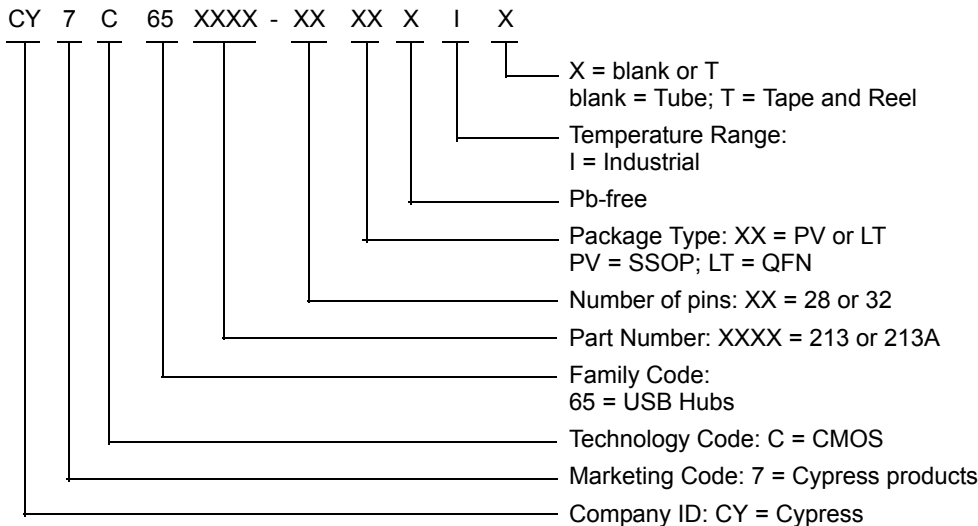 CY 7 C 65 XXXX - XX XX X I X
X = blank or T
blank = Tube; T = Tape and Reel
Temperature Range:
I = Industrial
Pb-free
Package Type: XX = PV or LT
PV = SSOP; LT = QFN
Number of pins: XX = 28 or 32
Part Number: XXXX = 213 or 213A
Family Code:
65 = USB Hubs
Technology Code: C = CMOS
Marketing Code: 7 = Cypress products
Company ID: CY = Cypress